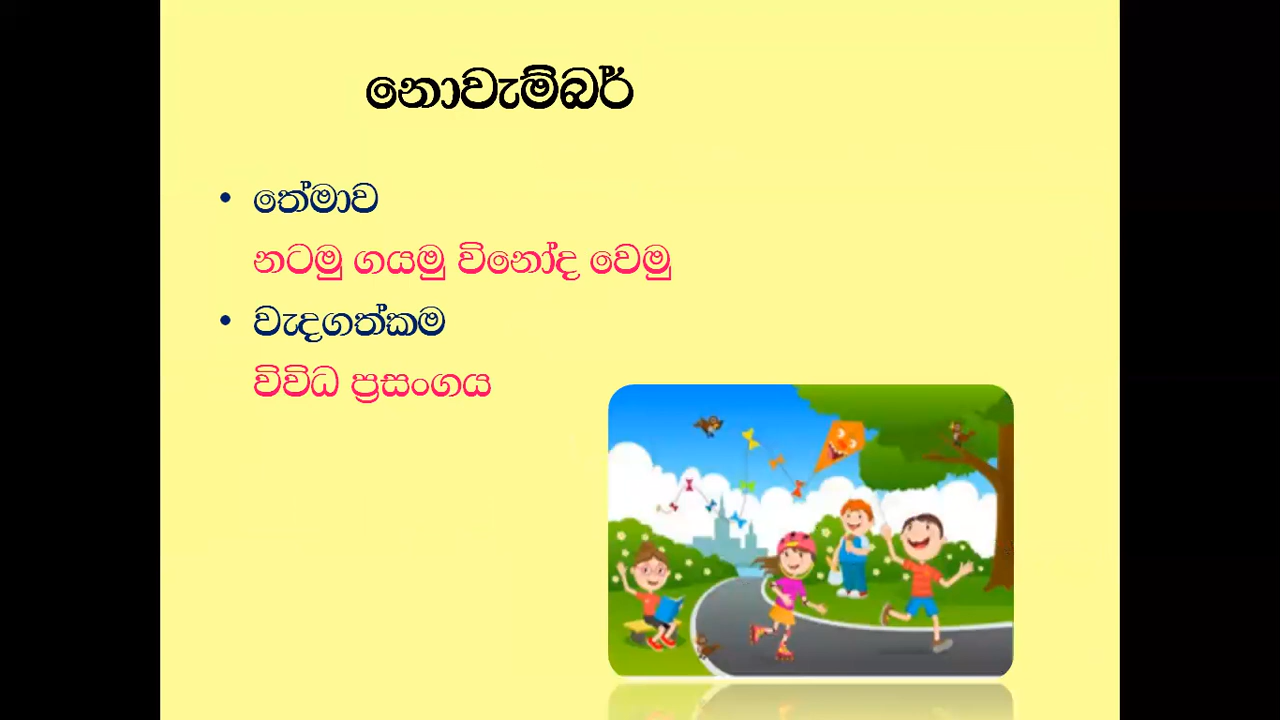 නොවැම්බර්
• තේමාව
නටමු ගයමු විනෝද වෙමු
• වැදගත්කම
විවිධ ප්‍රසංගය